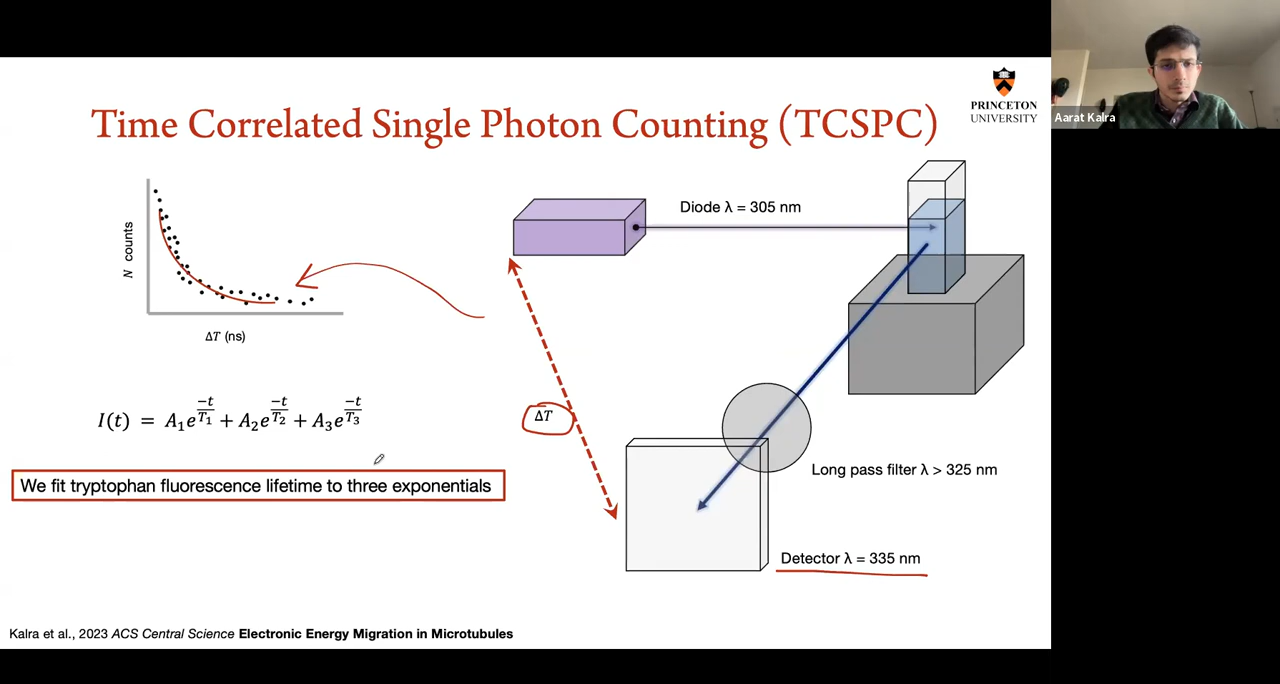 Time Correlated Single Photon Counting (TCSPC)
PRINCETON
UNIVERSITY
Aarat Kalra
N counts
ΔT (ns)
Diode λ = 305 nm
I(t) = A₁e^(-t/T₁) + A₂e^(-t/T₂) + A₃e^(-t/T₃)
ΔT
Long pass filter λ > 325 nm
We fit tryptophan fluorescence lifetime to three exponentials
Detector λ = 335 nm
Kalra et al., 2023 ACS Central Science Electronic Energy Migration in Microtubules